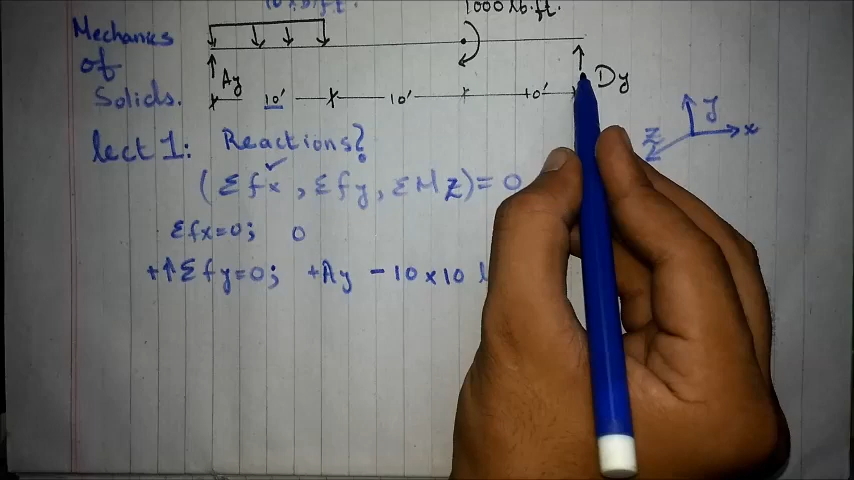 1000 lb.ft.
Mechanics
of
Solids.
Ay
Dy
10' 10' 10'
y
x
z
Lect 1: Reactions?
(Σfx, Σfy, ΣMz) = 0
Σfx=0; 0
+↑Σfy=0; +Ay - 10×10